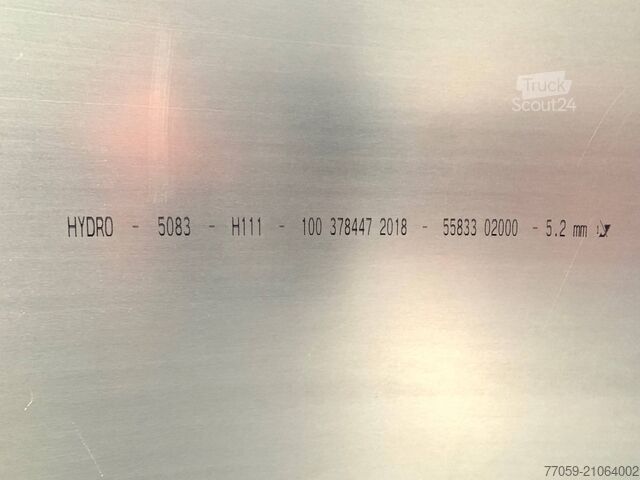 Truck
Scout24
HYDRO - 5083 - H111 - 100 378447 2018 - 55833 02000 - 5.2 mm
77059-21064002